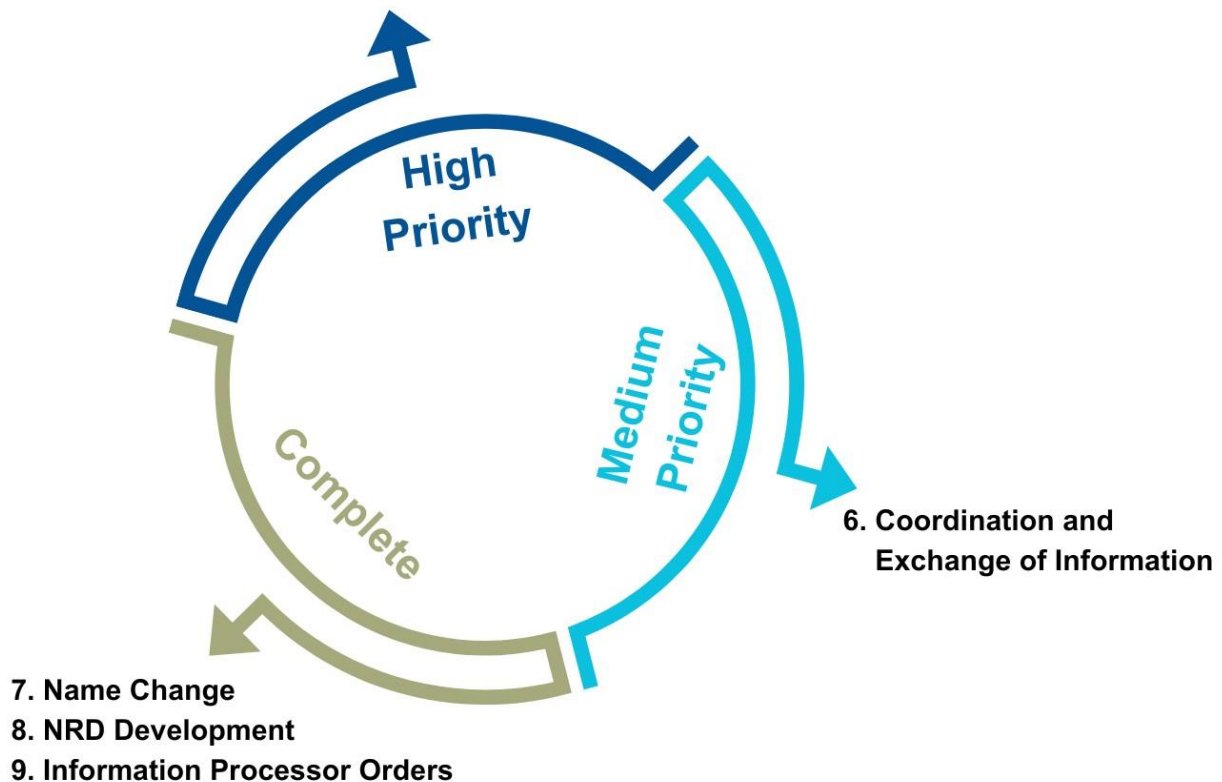 High
Priority
Medium
Priority
6. Coordination and
Exchange of Information
Complete
7. Name Change
8. NRD Development
9. Information Processor Orders